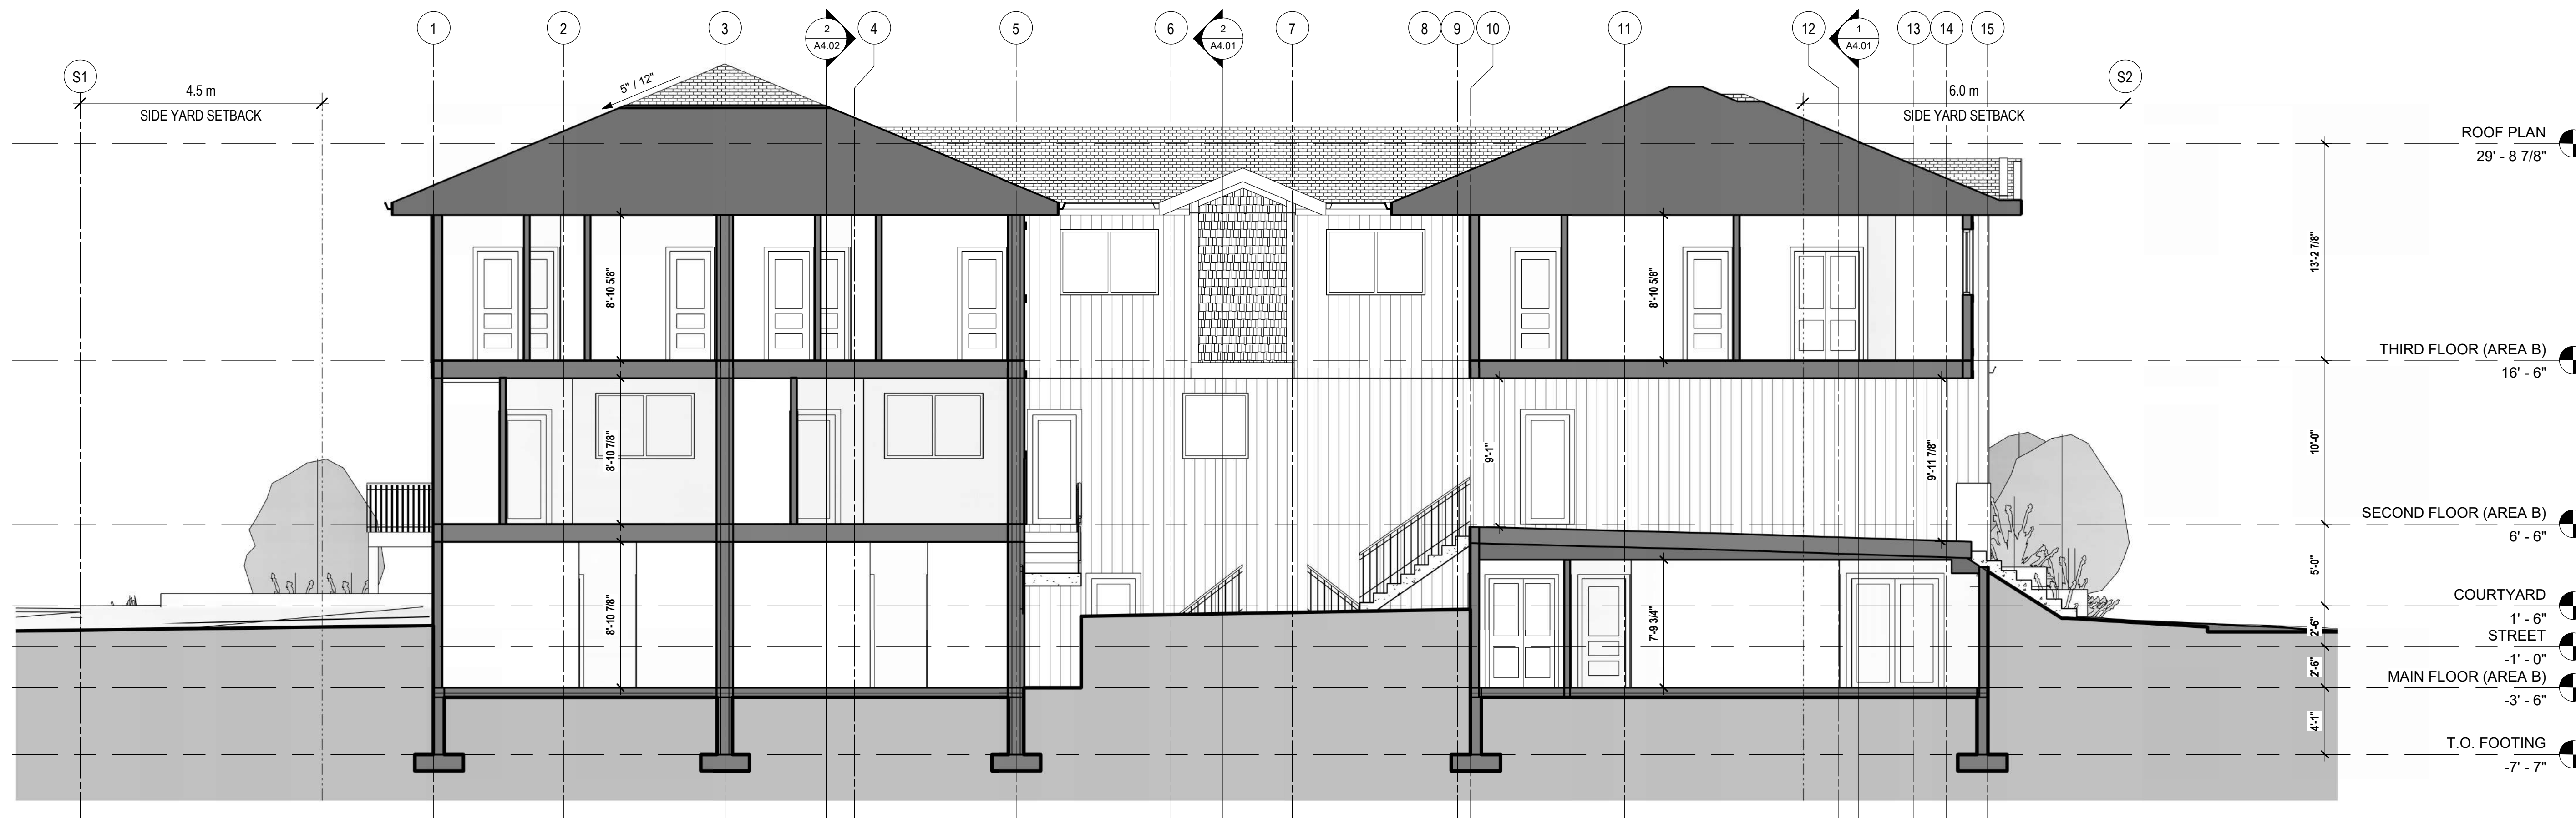 1
2
3
2
A4.02
4
5
6
2
A4.01
7
8
9
10
11
12
1
A4.01
13
14
15
S1
S2
4.5 m
SIDE YARD SETBACK
5" / 12"
6.0 m
SIDE YARD SETBACK
ROOF PLAN
29' - 8 7/8"
13'-2 7/8"
8'-10 5/8"
8'-10 5/8"
THIRD FLOOR (AREA B)
16' - 6"
8'-10 7/8"
9'-1"
9'-11 7/8"
10'-0"
SECOND FLOOR (AREA B)
6' - 6"
5'-0"
COURTYARD
1' - 6"
8'-10 7/8"
7'-9 3/4"
2'-6"
STREET
-1' - 0"
2'-6"
MAIN FLOOR (AREA B)
-3' - 6"
4'-1"
T.O. FOOTING
-7' - 7"